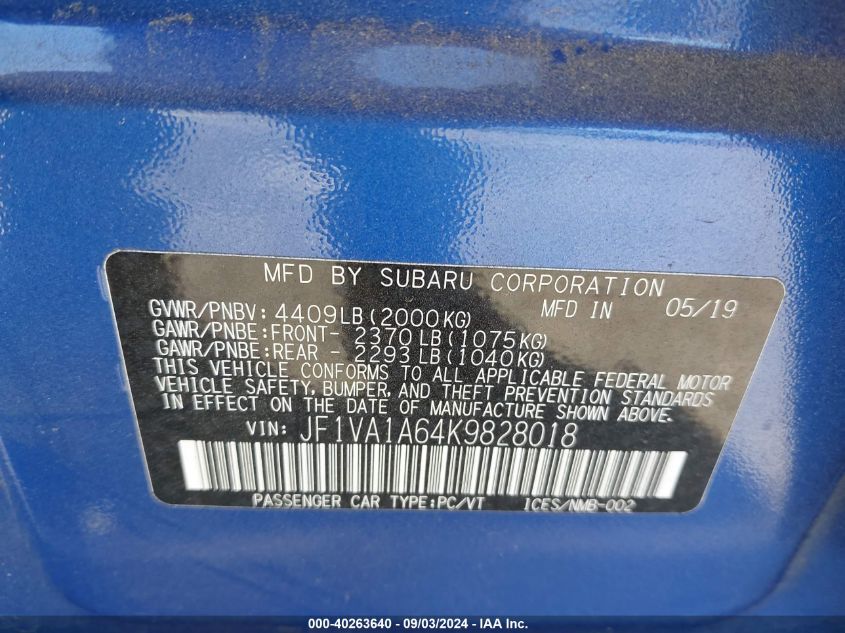 MFD BY SUBARU CORPORATION
GVWR/PNBV: 4409LB(2000KG) MFD IN 05/19
GAWR/PNBE:FRONT- 2370LB(1075KG)
GAWR/PNBE:REAR - 2293LB(1040KG)
THIS VEHICLE CONFORMS TO ALL APPLICABLE FEDERAL MOTOR
VEHICLE SAFETY, BUMPER, AND THEFT PREVENTION STANDARDS
IN EFFECT ON THE DATE OF MANUFACTURE SHOWN ABOVE.
VIN: JF1VA1A64K9828018
PASSENGER CAR TYPE:PC/VT ICES/NMB-002
000-40263640 - 09/03/2024 - IAA Inc.